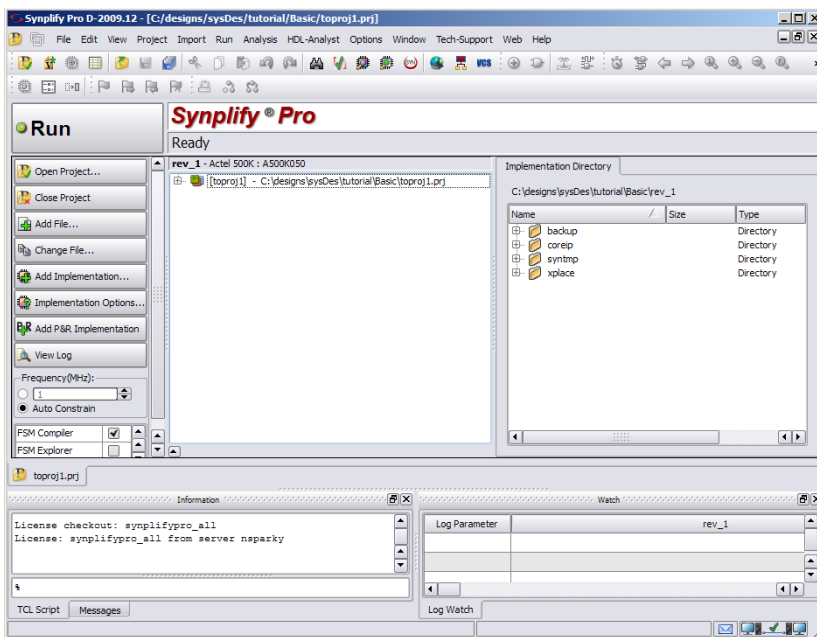 Synplify Pro D-2009.12 - [C:/designs/sysDes/tutorial/Basic/toproj1.prj]
File Edit View Project Import Run Analysis HDL-Analyst Options Window Tech-Support Web Help
VCS
Run
Synplify ® Pro
Ready
Open Project...
Close Project
Add File...
Change File...
Add Implementation...
Implementation Options...
Add P&R Implementation
View Log
Frequency(MHz):
1
Auto Constrain
FSM Compiler
FSM Explorer
rev_1 - Actel 500K : A500K050
[toproj1] - C:\designs\sysDes\tutorial\Basic\toproj1.prj
Implementation Directory
C:\designs\sysDes\tutorial\Basic\rev_1
Name Size Type
backup Directory
coreip Directory
syntmp Directory
xplace Directory
toproj1.prj
Information
License checkout: synplifypro_all
License: synplifypro_all from server nsparky
%
TCL Script Messages
Watch
Log Parameter rev_1
Log Watch